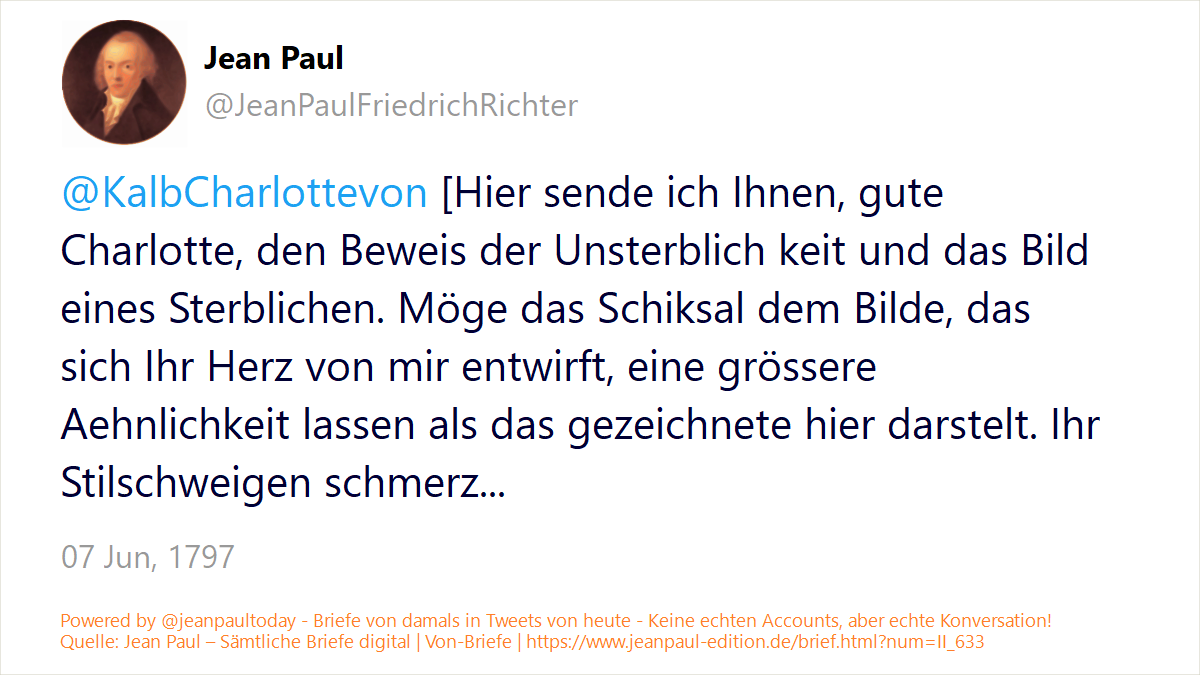 Jean Paul
@JeanPaulFriedrichRichter
@KalbCharlottevon [Hier sende ich Ihnen, gute
Charlotte, den Beweis der Unsterblich keit und das Bild
eines Sterblichen. Möge das Schiksal dem Bilde, das
sich Ihr Herz von mir entwirft, eine grössere
Aehnlichkeit lassen als das gezeichnete hier darstelt. Ihr
Stilschweigen schmerz...
07 Jun, 1797
Powered by @jeanpaultoday - Briefe von damals in Tweets von heute - Keine echten Accounts, aber echte Konversation!
Quelle: Jean Paul – Sämtliche Briefe digital | Von-Briefe | https://www.jeanpaul-edition.de/brief.html?num=II_633